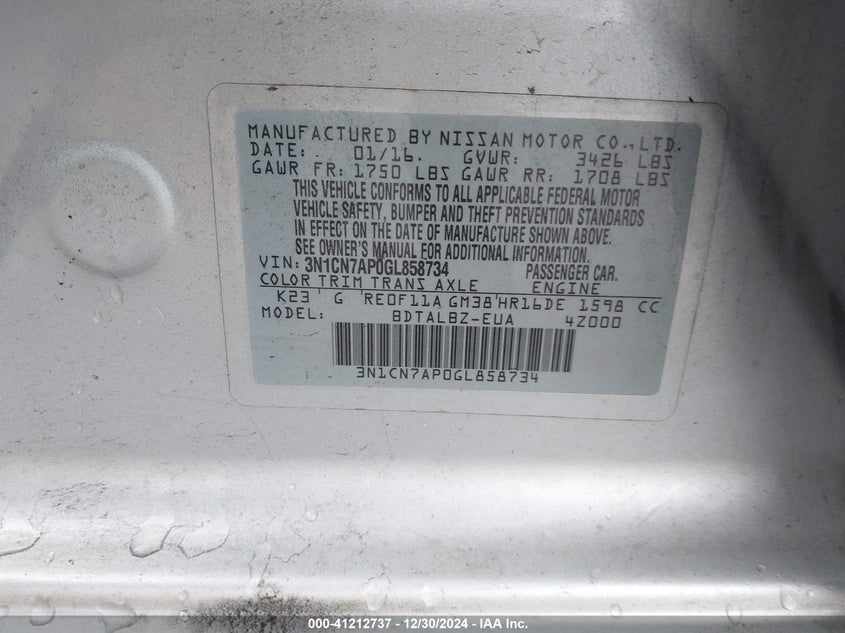 MANUFACTURED BY NISSAN MOTOR CO., LTD.
DATE: 01/16. GVWR: 3426 LBS
GAWR FR: 1750 LBS GAWR RR: 1708 LBS
THIS VEHICLE CONFORMS TO ALL APPLICABLE FEDERAL MOTOR
VEHICLE SAFETY, BUMPER AND THEFT PREVENTION STANDARDS
IN EFFECT ON THE DATE OF MANUFACTURE SHOWN ABOVE.
SEE OWNER'S MANUAL FOR ADDITIONAL INFORMATION.
VIN: 3N1CN7AP0GL858734 PASSENGER CAR.
COLOR TRIM TRANS AXLE ENGINE
K23 G RE0F11A GM38 HR16DE 1598 CC
MODEL: BDTALBZ-EUA 4Z000
3N1CN7AP0GL858734
000-41212737 - 12/30/2024 - IAA Inc.